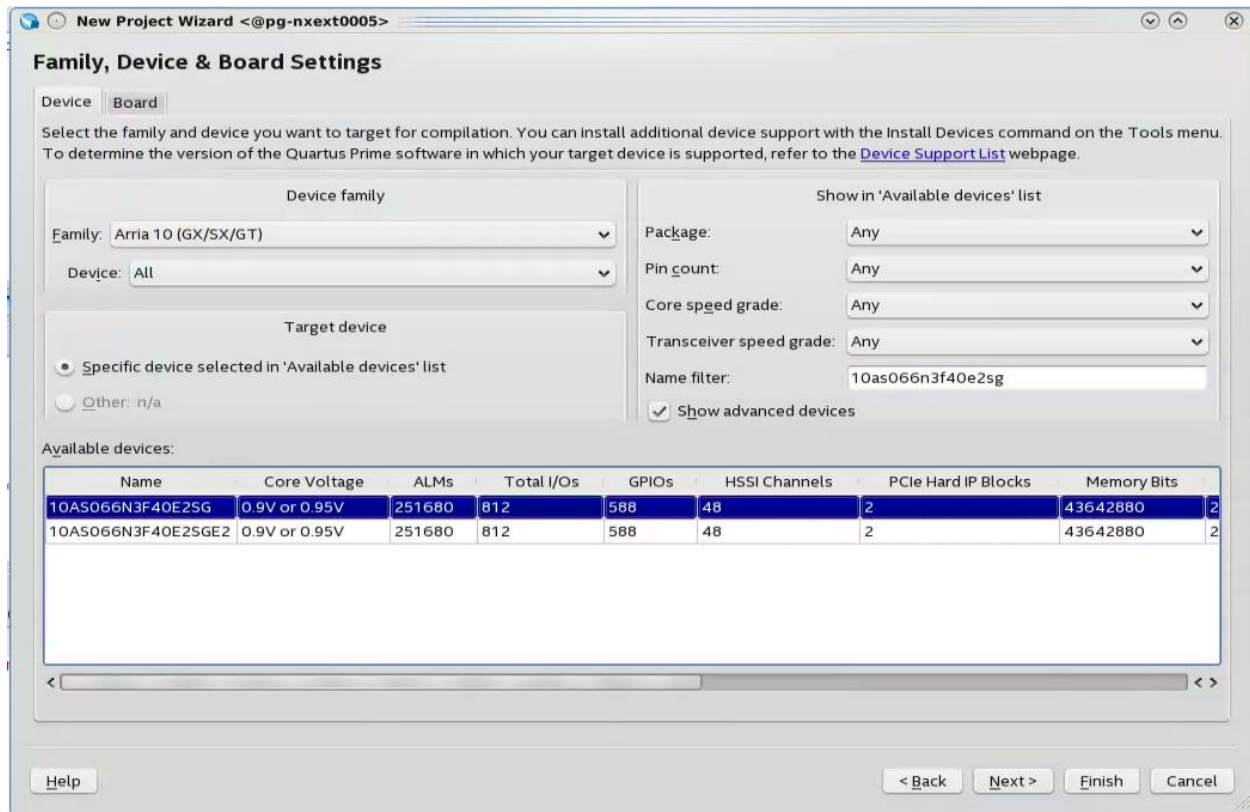 New Project Wizard <@pg-nxext0005>
Family, Device & Board Settings
Device Board
Select the family and device you want to target for compilation. You can install additional device support with the Install Devices command on the Tools menu.
To determine the version of the Quartus Prime software in which your target device is supported, refer to the Device Support List webpage.
Device family
Family: Arria 10 (GX/SX/GT)
Device: All
Target device
Specific device selected in 'Available devices' list
Other: n/a
Show in 'Available devices' list
Package: Any
Pin count: Any
Core speed grade: Any
Transceiver speed grade: Any
Name filter: 10as066n3f40e2sg
Show advanced devices
Available devices:
Name Core Voltage ALMs Total I/Os GPIOs HSSI Channels PCIe Hard IP Blocks Memory Bits
10AS066N3F40E2SG 0.9V or 0.95V 251680 812 588 48 2 43642880 2
10AS066N3F40E2SGE2 0.9V or 0.95V 251680 812 588 48 2 43642880 2
Help < Back Next > Finish Cancel